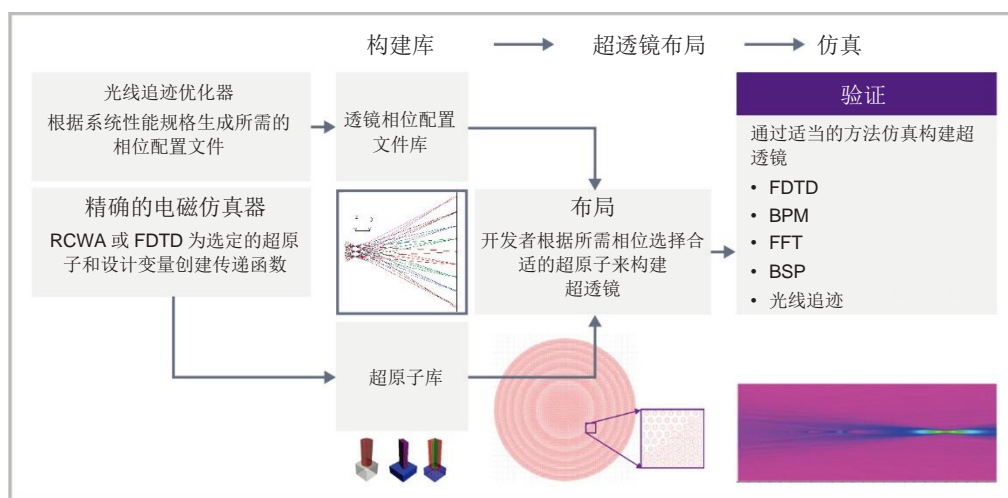 构建库
超透镜布局
仿真
光线追迹优化器
根据系统性能规格生成所需的
相位配置文件
透镜相位配置
文件库
验证
通过适当的方法仿真构建超
透镜
• FDTD
• BPM
• FFT
• BSP
• 光线追迹
精确的电磁仿真器
RCWA 或 FDTD 为选定的超原
子和设计变量创建传递函数
布局
开发者根据所需相位选择合
适的超原子来构建
超透镜
超原子库